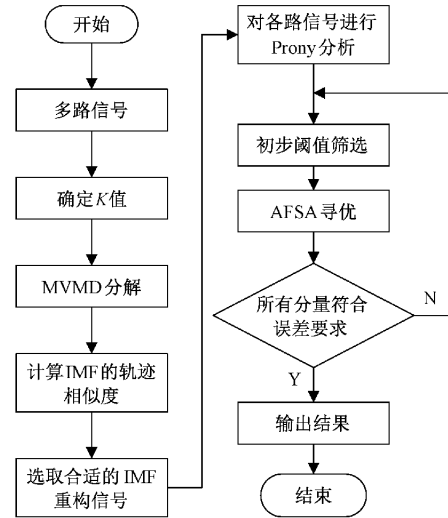 开始
多路信号
确定K值
MVMD分解
计算IMF的轨迹
相似度
选取合适的IMF
重构信号
对各路信号进行
Prony分析
初步阈值筛选
AFSA寻优
所有分量符合
误差要求
N
Y
输出结果
结束